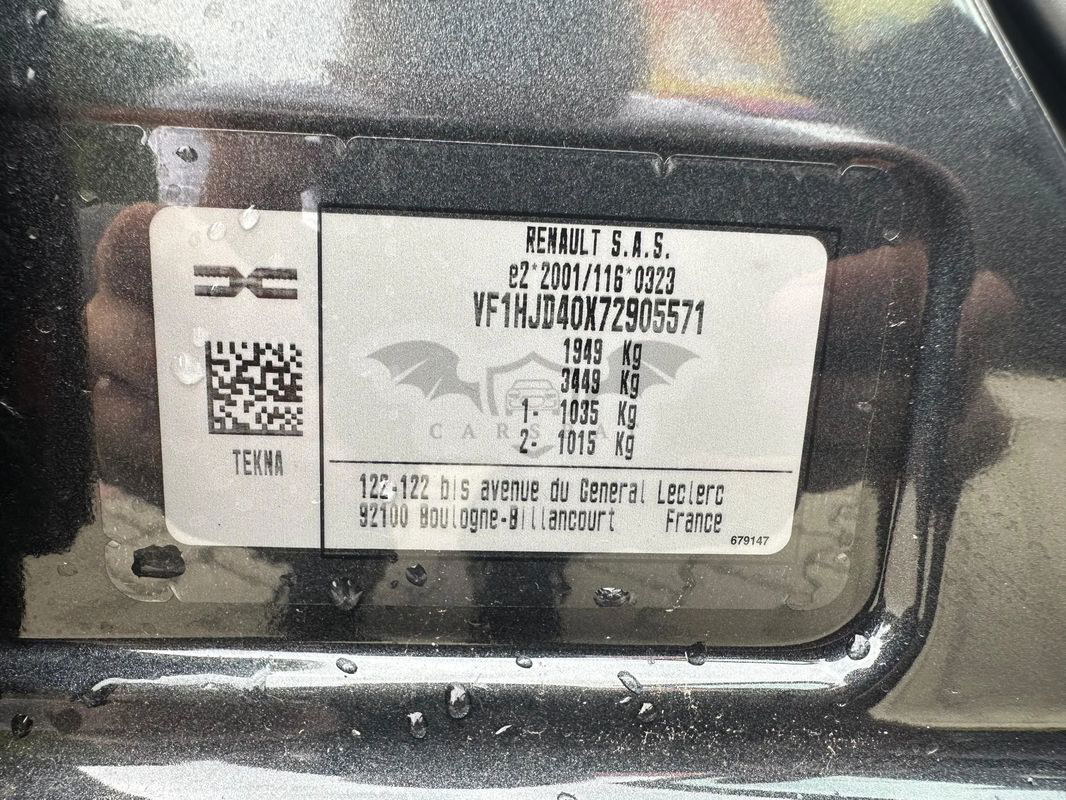 RENAULT S.A.S.
e2*2001/116*0323
VF1HJD40X72905571
1949 Kg
3449 Kg
1- 1035 Kg
2- 1015 Kg
TEKNA
122-122 bis avenue du General Leclerc
92100 Boulogne-Billancourt France
679147